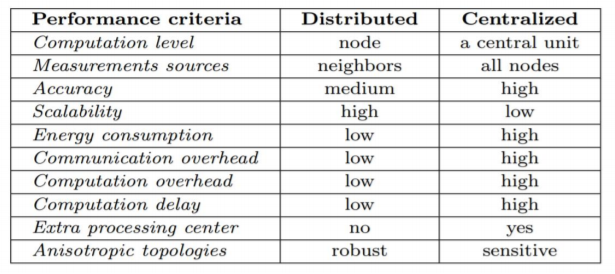 Performance criteria Distributed Centralized
Computation level node a central unit
Measurements sources neighbors all nodes
Accuracy medium high
Scalability high low
Energy consumption low high
Communication overhead low high
Computation overhead low high
Computation delay low high
Extra processing center no yes
Anisotropic topologies robust sensitive